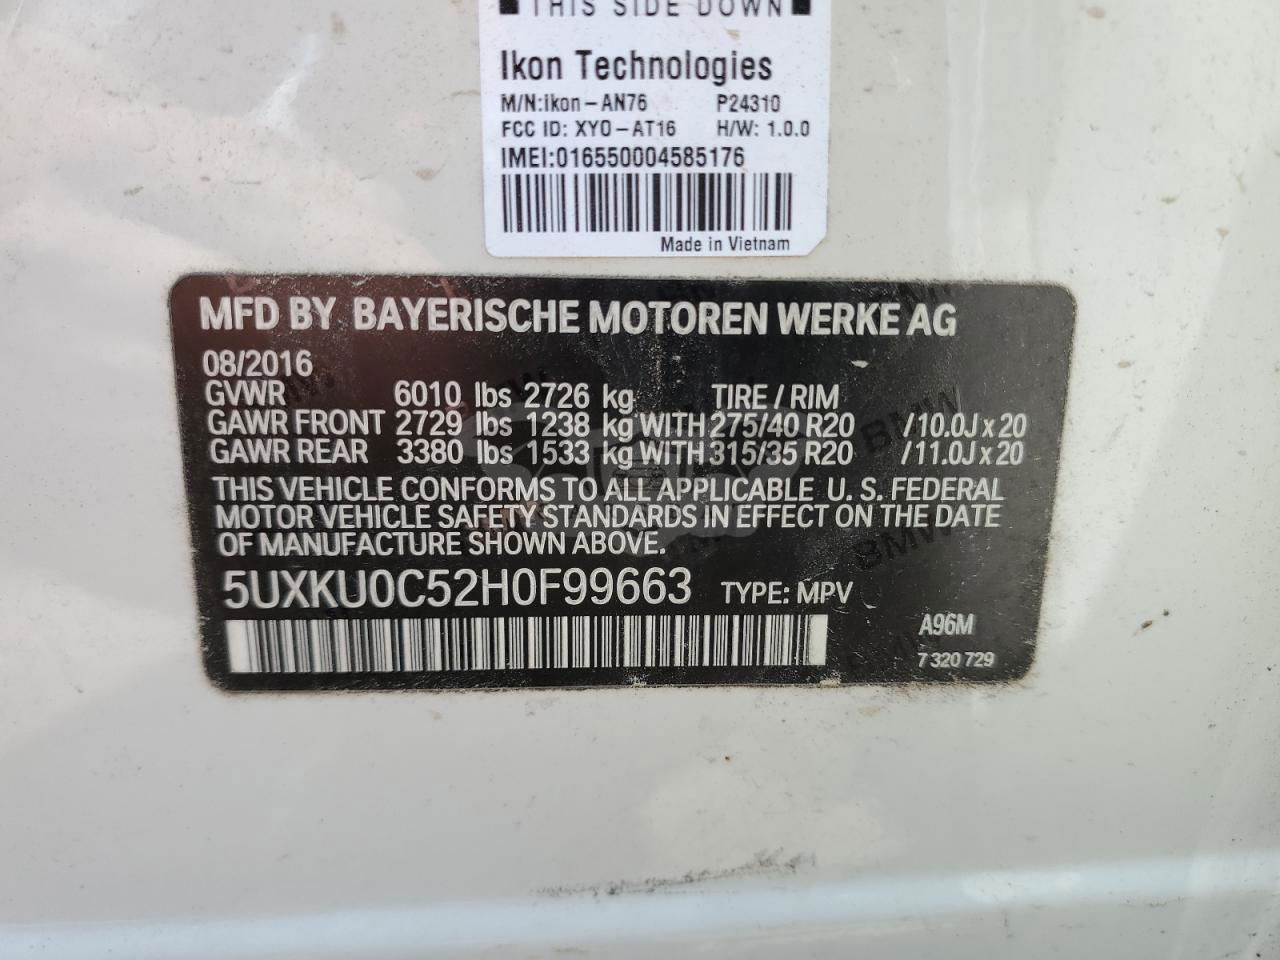 THIS SIDE DOWN
Ikon Technologies
M/N:ikon-AN76 P24310
FCC ID: XYO-AT16 H/W: 1.0.0
IMEI:016550004585176
Made in Vietnam
MFD BY BAYERISCHE MOTOREN WERKE AG
08/2016
GVWR 6010 lbs 2726 kg TIRE / RIM
GAWR FRONT 2729 lbs 1238 kg WITH 275/40 R20 /10.0J x 20
GAWR REAR 3380 lbs 1533 kg WITH 315/35 R20 /11.0J x 20
THIS VEHICLE CONFORMS TO ALL APPLICABLE U. S. FEDERAL
MOTOR VEHICLE SAFETY STANDARDS IN EFFECT ON THE DATE
OF MANUFACTURE SHOWN ABOVE.
5UXKU0C52H0F99663 TYPE: MPV
A96M
7 320 729